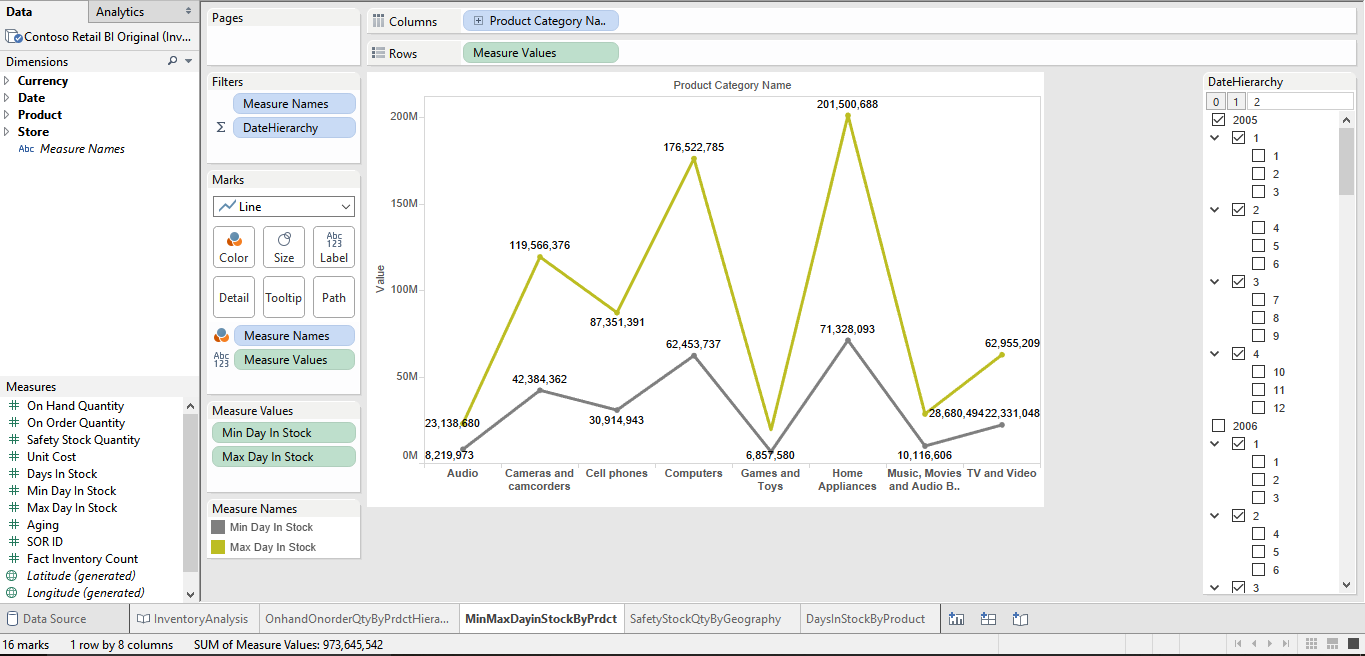 Data
Analytics
Contoso Retail BI Original (Inv...
Dimensions
Currency
Date
Product
Store
Abc Measure Names
Measures
On Hand Quantity
On Order Quantity
Safety Stock Quantity
Unit Cost
Days In Stock
Min Day In Stock
Max Day In Stock
Aging
SOR ID
Fact Inventory Count
Latitude (generated)
Longitude (generated)
Pages
Filters
Measure Names
Σ DateHierarchy
Marks
Line
Color
Size
Abc
123
Label
Detail
Tooltip
Path
Measure Names
Abc
123
Measure Values
Measure Values
Min Day In Stock
Max Day In Stock
Measure Names
Min Day In Stock
Max Day In Stock
Columns
Product Category Na..
Rows
Measure Values
Product Category Name
Value
200M
150M
100M
50M
0M
201,500,688
176,522,785
119,566,376
87,351,391
71,328,093
62,453,737
62,955,209
42,384,362
30,914,943
23,138,680
28,680,494
22,331,048
8,219,973
6,857,580
10,116,606
Audio
Cameras and
camcorders
Cell phones
Computers
Games and
Toys
Home
Appliances
Music, Movies
and Audio B..
TV and Video
DateHierarchy
0 1 2
2005
1
1
2
3
2
4
5
6
3
7
8
9
4
10
11
12
2006
1
1
2
3
2
4
5
6
3
Data Source
InventoryAnalysis
OnhandOnorderQtyByPrdctHiera...
MinMaxDayinStockByPrdct
SafetyStockQtyByGeography
DaysInStockByProduct
16 marks
1 row by 8 columns
SUM of Measure Values: 973,645,542